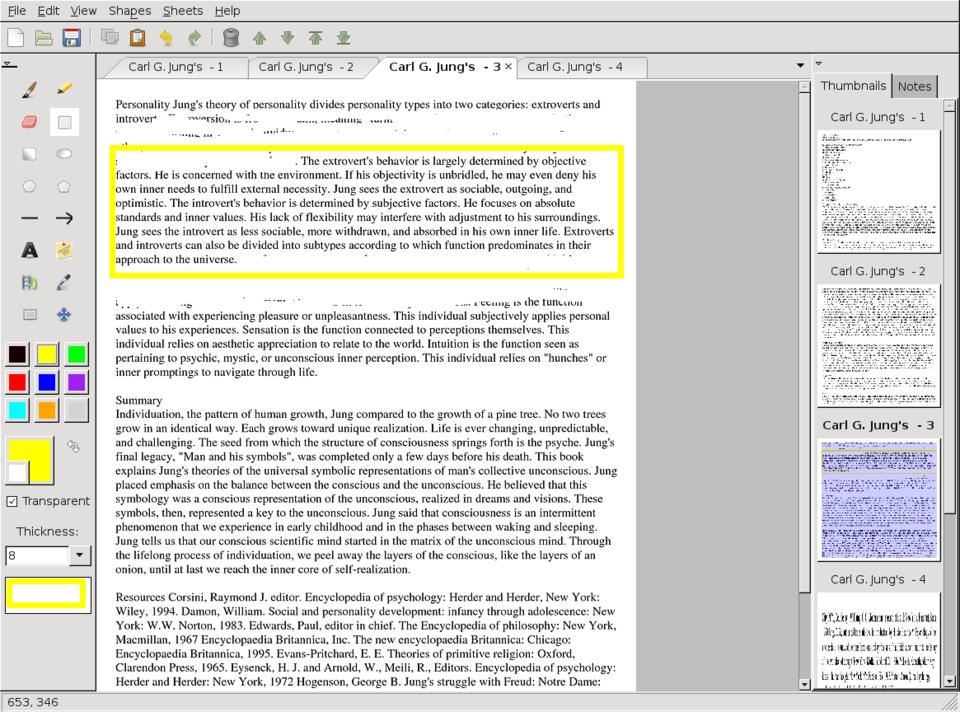 File Edit View Shapes Sheets Help
Carl G. Jung's - 1
Carl G. Jung's - 2
Carl G. Jung's - 3
Carl G. Jung's - 4
Personality Jung's theory of personality divides personality types into two categories: extroverts and
. The extrovert's behavior is largely determined by objective
factors. He is concerned with the environment. If his objectivity is unbridled, he may even deny his
own inner needs to fulfill external necessity. Jung sees the extrovert as sociable, outgoing, and
optimistic. The introvert's behavior is determined by subjective factors. He focuses on absolute
standards and inner values. His lack of flexibility may interfere with adjustment to his surroundings.
Jung sees the introvert as less sociable, more withdrawn, and absorbed in his own inner life. Extroverts
and introverts can also be divided into subtypes according to which function predominates in their
approach to the universe.
Feeling is the function
associated with experiencing pleasure or unpleasantness. This individual subjectively applies personal
values to his experiences. Sensation is the function connected to perceptions themselves. This
individual relies on aesthetic appreciation to relate to the world. Intuition is the function seen as
pertaining to psychic, mystic, or unconscious inner perception. This individual relies on "hunches" or
inner promptings to navigate through life.
Summary
Individuation, the pattern of human growth, Jung compared to the growth of a pine tree. No two trees
grow in an identical way. Each grows toward unique realization. Life is ever changing, unpredictable,
and challenging. The seed from which the structure of consciousness springs forth is the psyche. Jung's
final legacy, "Man and his symbols", was completed only a few days before his death. This book
explains Jung's theories of the universal symbolic representations of man's collective unconscious. Jung
placed emphasis on the balance between the conscious and the unconscious. He believed that this
symbology was a conscious representation of the unconscious, realized in dreams and visions. These
symbols, then, represented a key to the unconscious. Jung said that consciousness is an intermittent
phenomenon that we experience in early childhood and in the phases between waking and sleeping.
Jung tells us that our conscious scientific mind started in the matrix of the unconscious mind. Through
the lifelong process of individuation, we peel away the layers of the conscious, like the layers of an
onion, until at last we reach the inner core of self-realization.
Resources Corsini, Raymond J. editor. Encyclopedia of psychology: Herder and Herder, New York:
Wiley, 1994. Damon, William. Social and personality development: infancy through adolescence: New
York: W.W. Norton, 1983. Edwards, Paul, editor in chief. The Encyclopedia of philosophy: New York,
Macmillan, 1967 Encyclopaedia Britannica, Inc. The new encyclopaedia Britannica: Chicago:
Encyclopaedia Britannica, 1995. Evans-Pritchard, E. E. Theories of primitive religion: Oxford,
Clarendon Press, 1965. Eysenck, H. J. and Arnold, W., Meili, R., Editors. Encyclopedia of psychology:
Herder and Herder: New York, 1972 Hogenson, George B. Jung's struggle with Freud: Notre Dame:
Transparent
Thickness:
8
Thumbnails Notes
Carl G. Jung's - 1
Carl G. Jung's - 2
Carl G. Jung's - 3
Carl G. Jung's - 4
653, 346